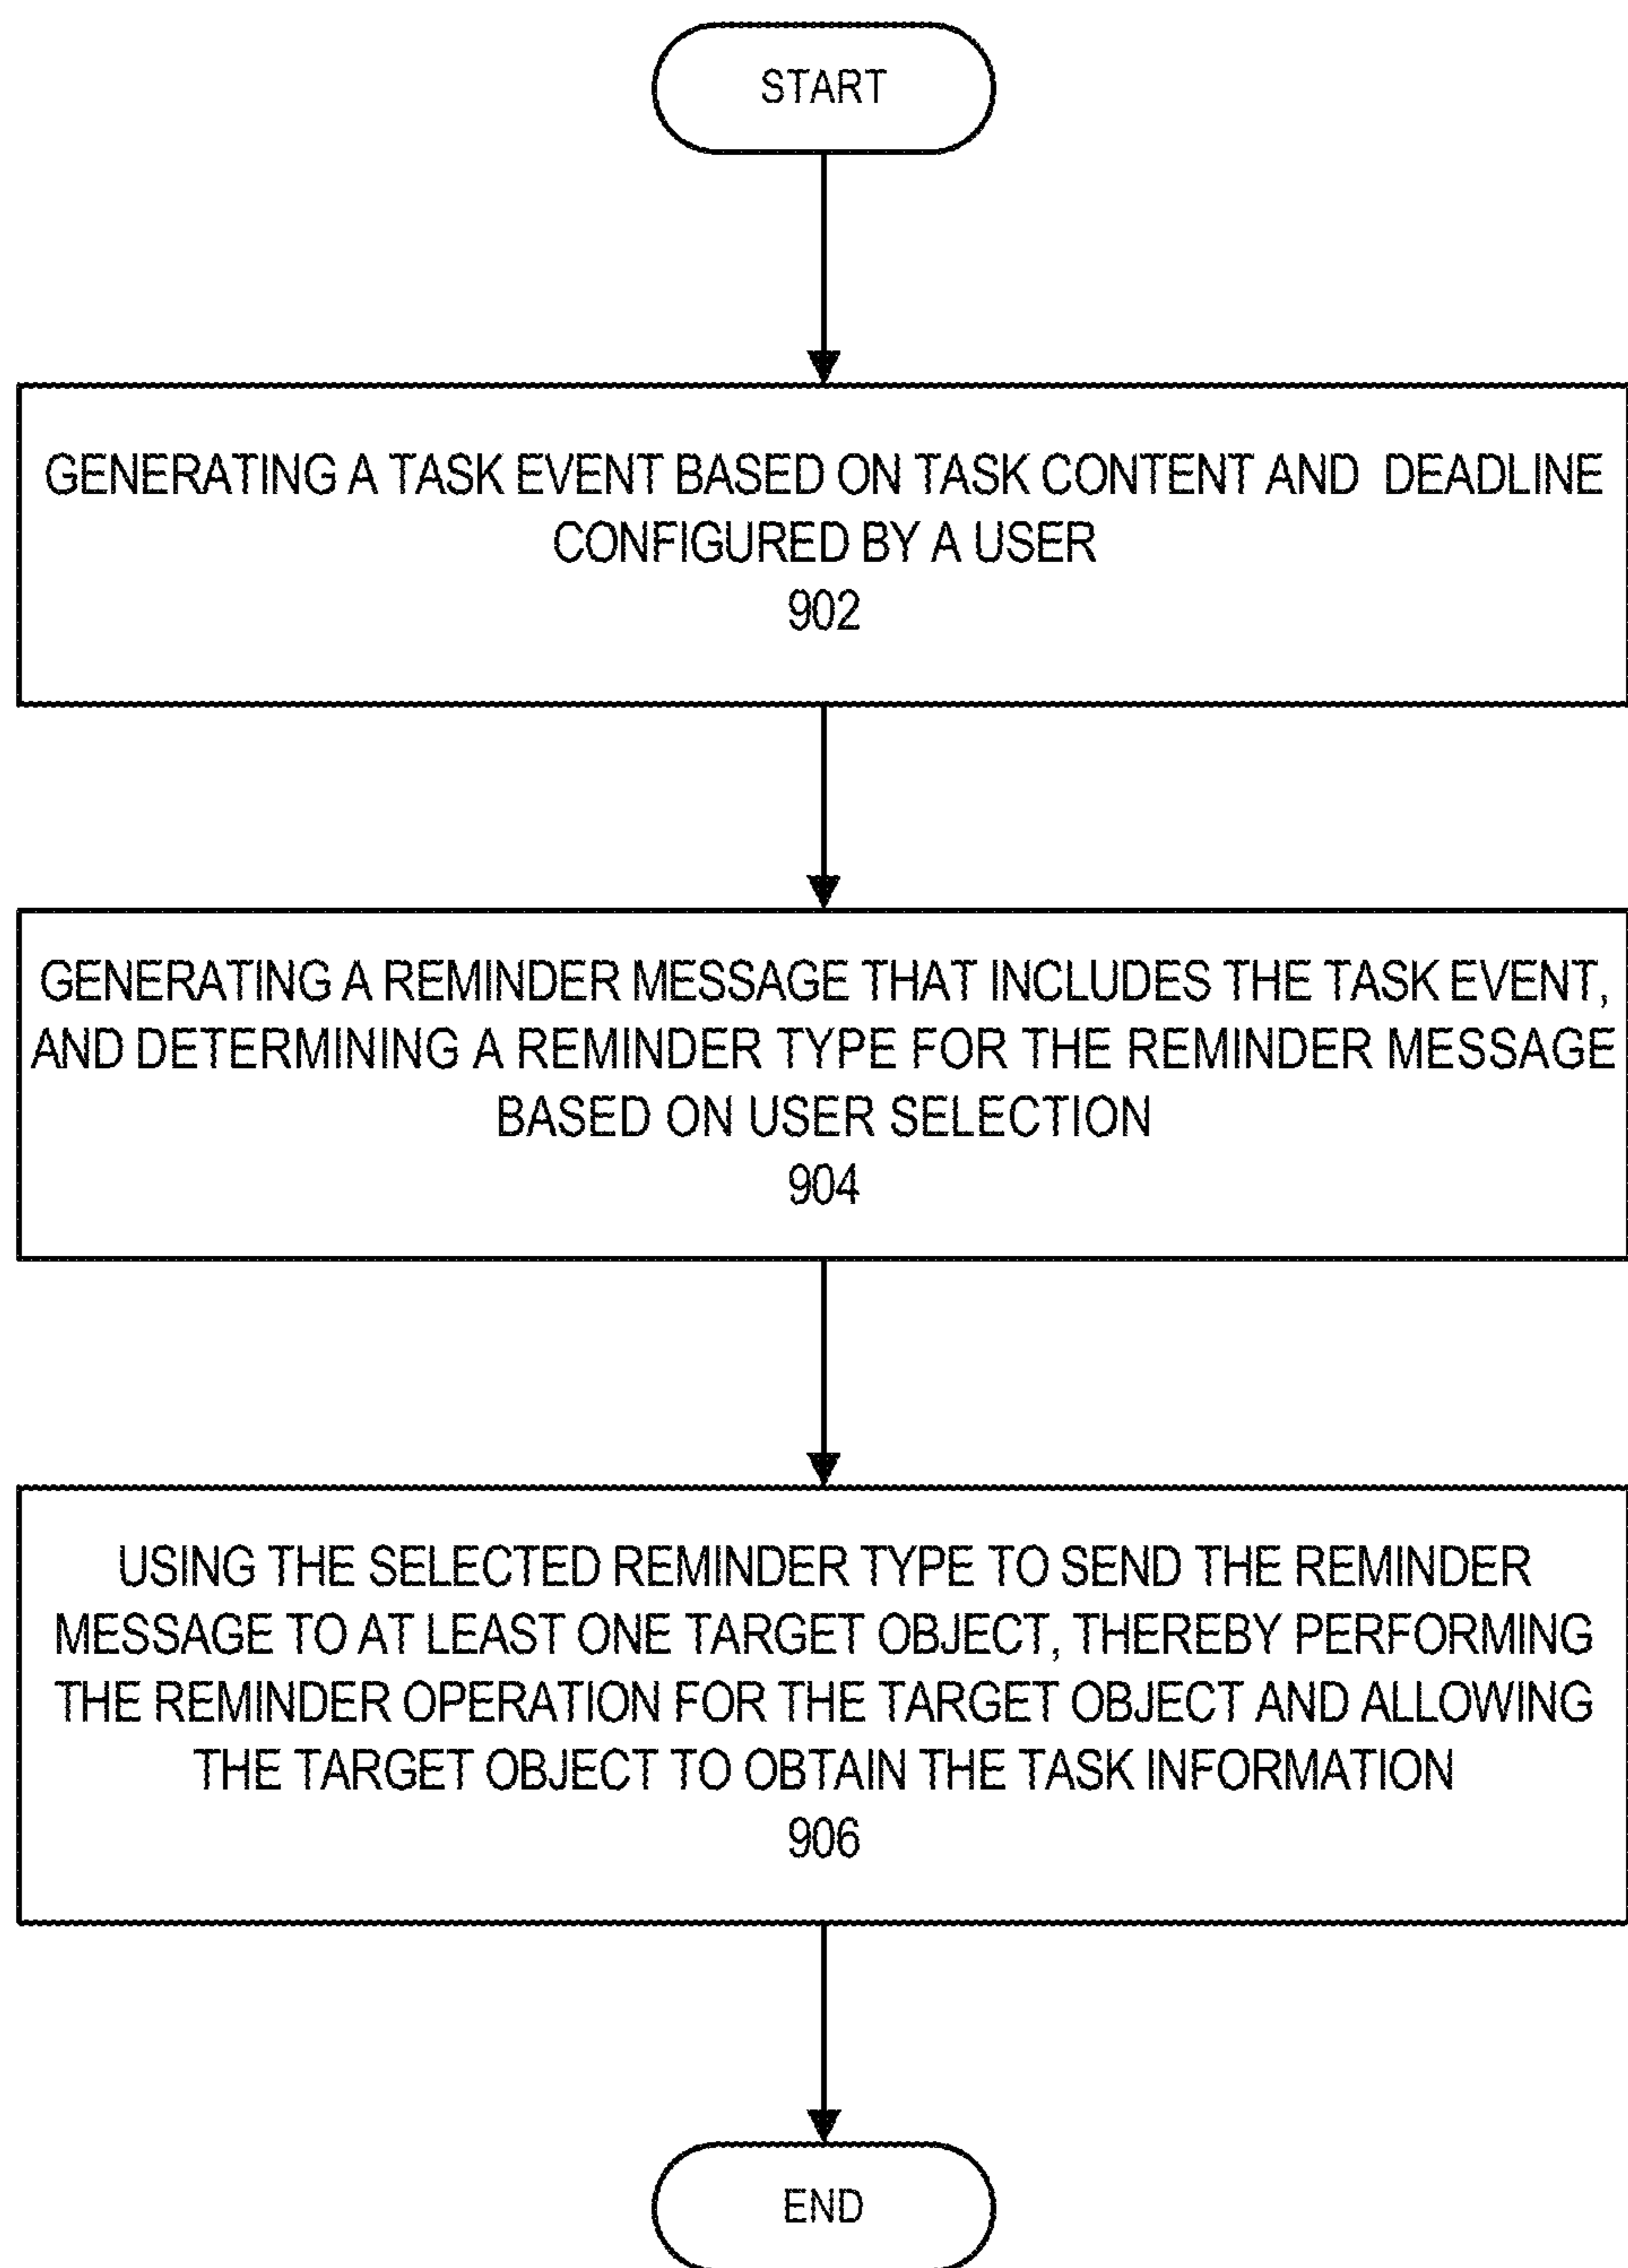 START
GENERATING A TASK EVENT BASED ON TASK CONTENT AND DEADLINE
CONFIGURED BY A USER
902
GENERATING A REMINDER MESSAGE THAT INCLUDES THE TASK EVENT,
AND DETERMINING A REMINDER TYPE FOR THE REMINDER MESSAGE
BASED ON USER SELECTION
904
USING THE SELECTED REMINDER TYPE TO SEND THE REMINDER
MESSAGE TO AT LEAST ONE TARGET OBJECT, THEREBY PERFORMING
THE REMINDER OPERATION FOR THE TARGET OBJECT AND ALLOWING
THE TARGET OBJECT TO OBTAIN THE TASK INFORMATION
906
END